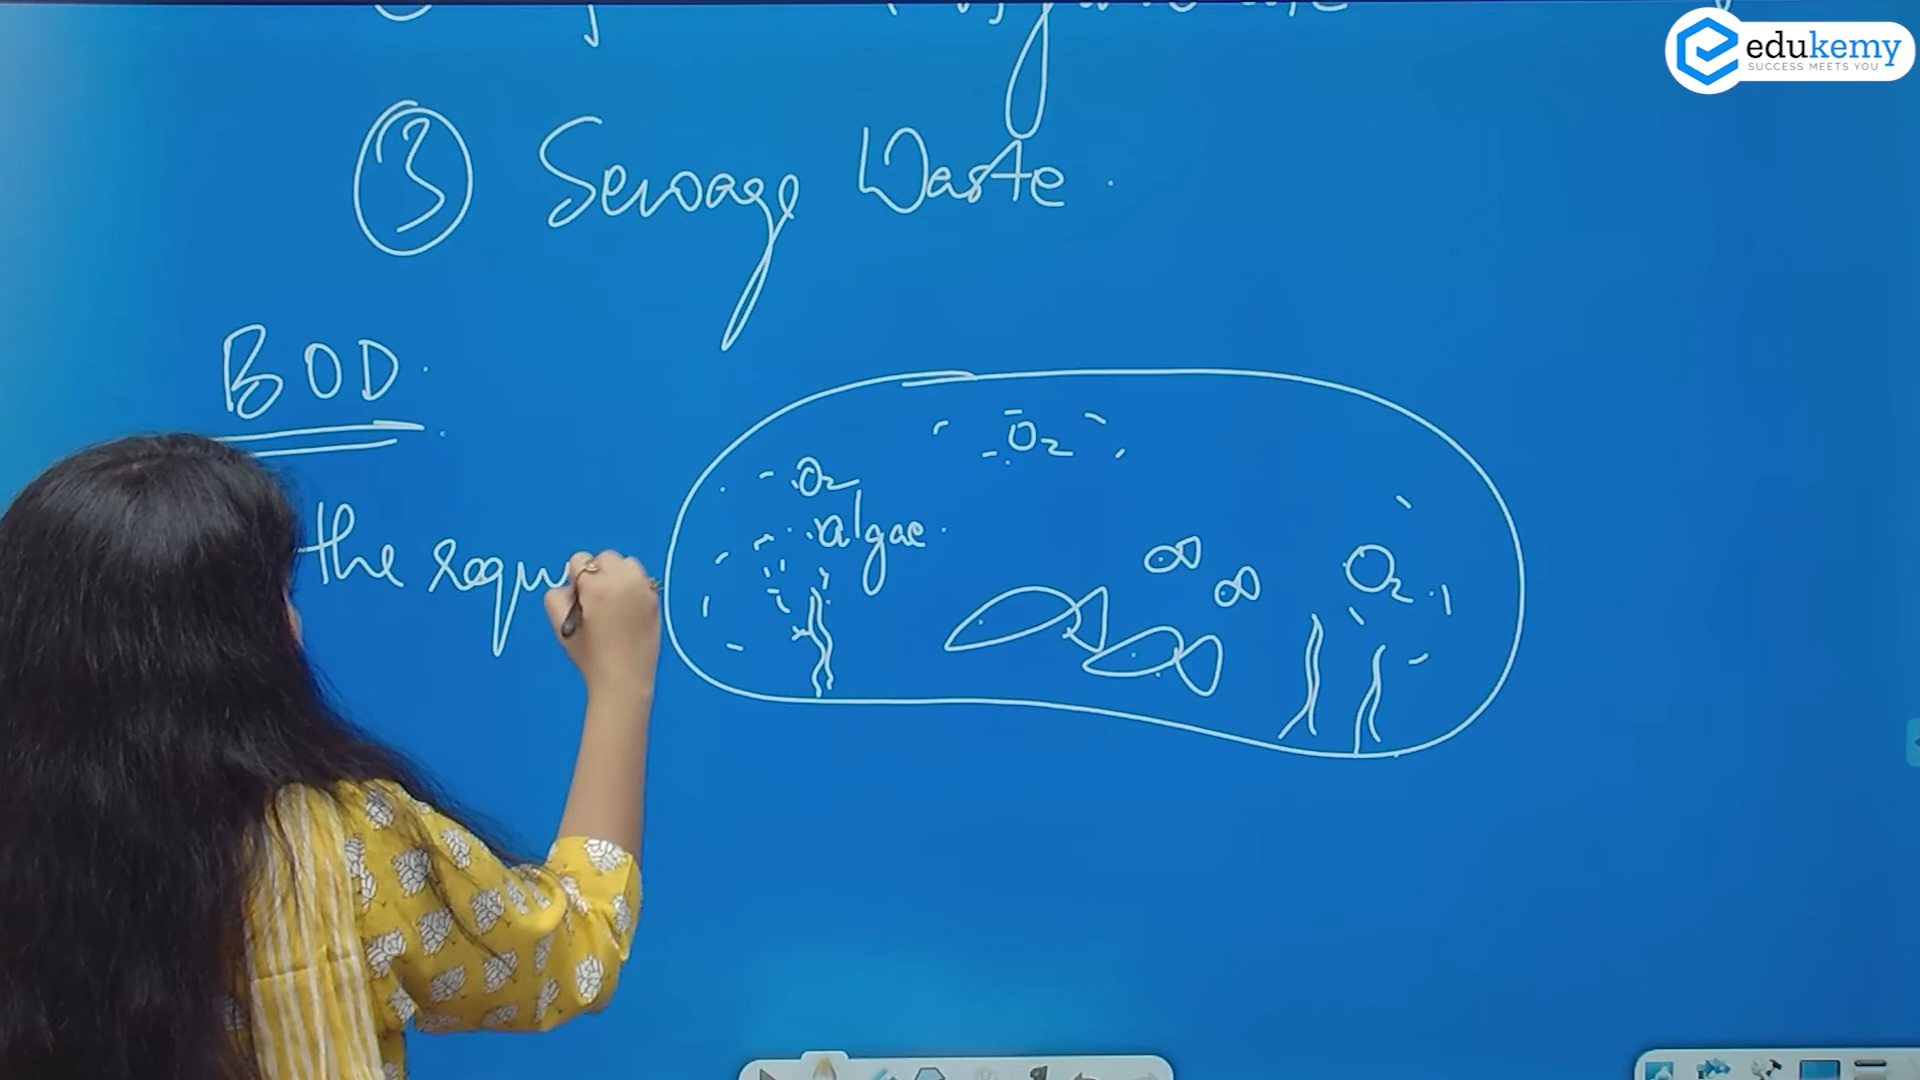 edukemy
SUCCESS MEETS YOU
3 Sewage Waste.
BOD.
the requ
O2
O2
algae.
O2